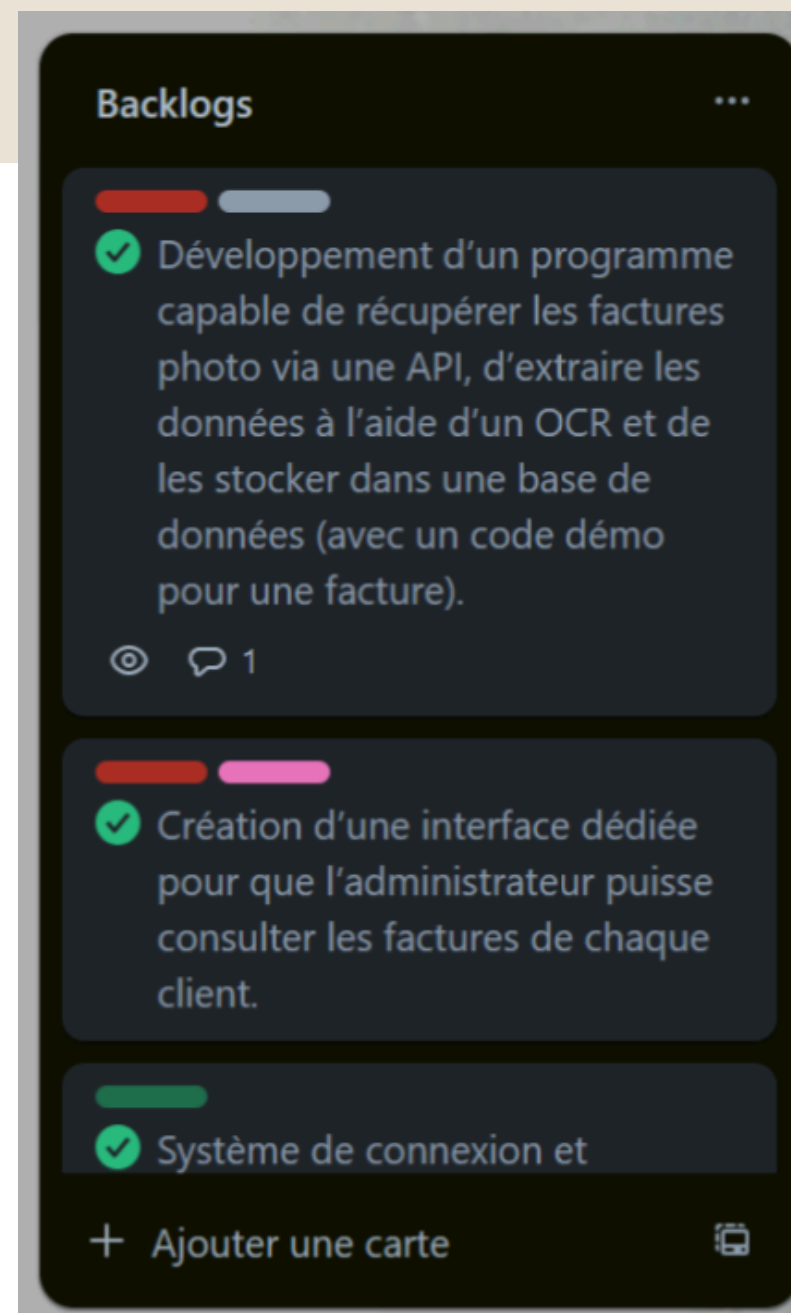 Backlogs
Développement d’un programme
capable de récupérer les factures
photo via une API, d’extraire les
données à l’aide d’un OCR et de
les stocker dans une base de
données (avec un code démo
pour une facture).
1
Création d’une interface dédiée
pour que l’administrateur puisse
consulter les factures de chaque
client.
Système de connexion et
Ajouter une carte